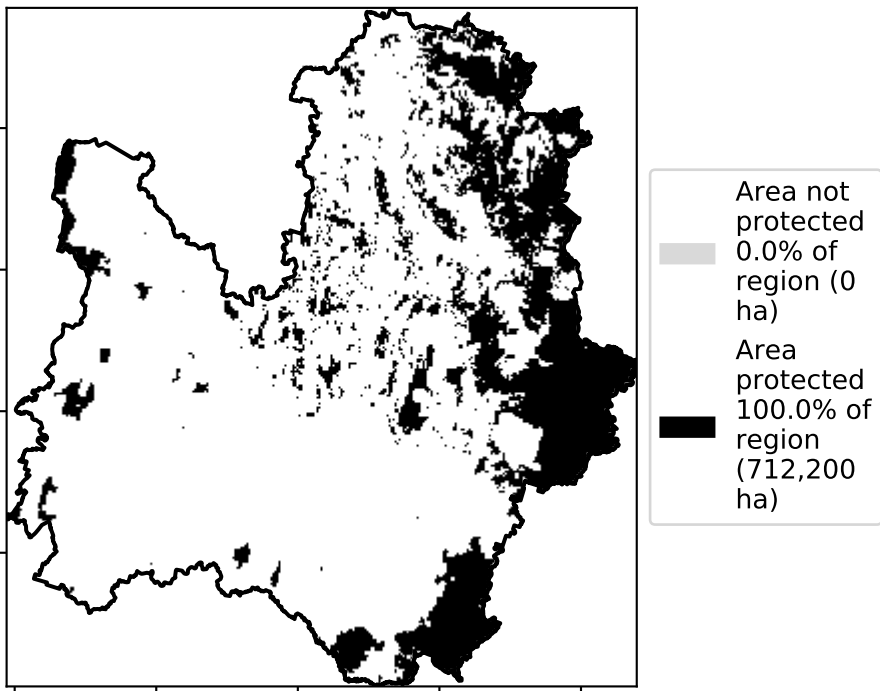 Area not
protected
0.0% of
region (0
ha)
Area
protected
100.0% of
region
(712,200
ha)